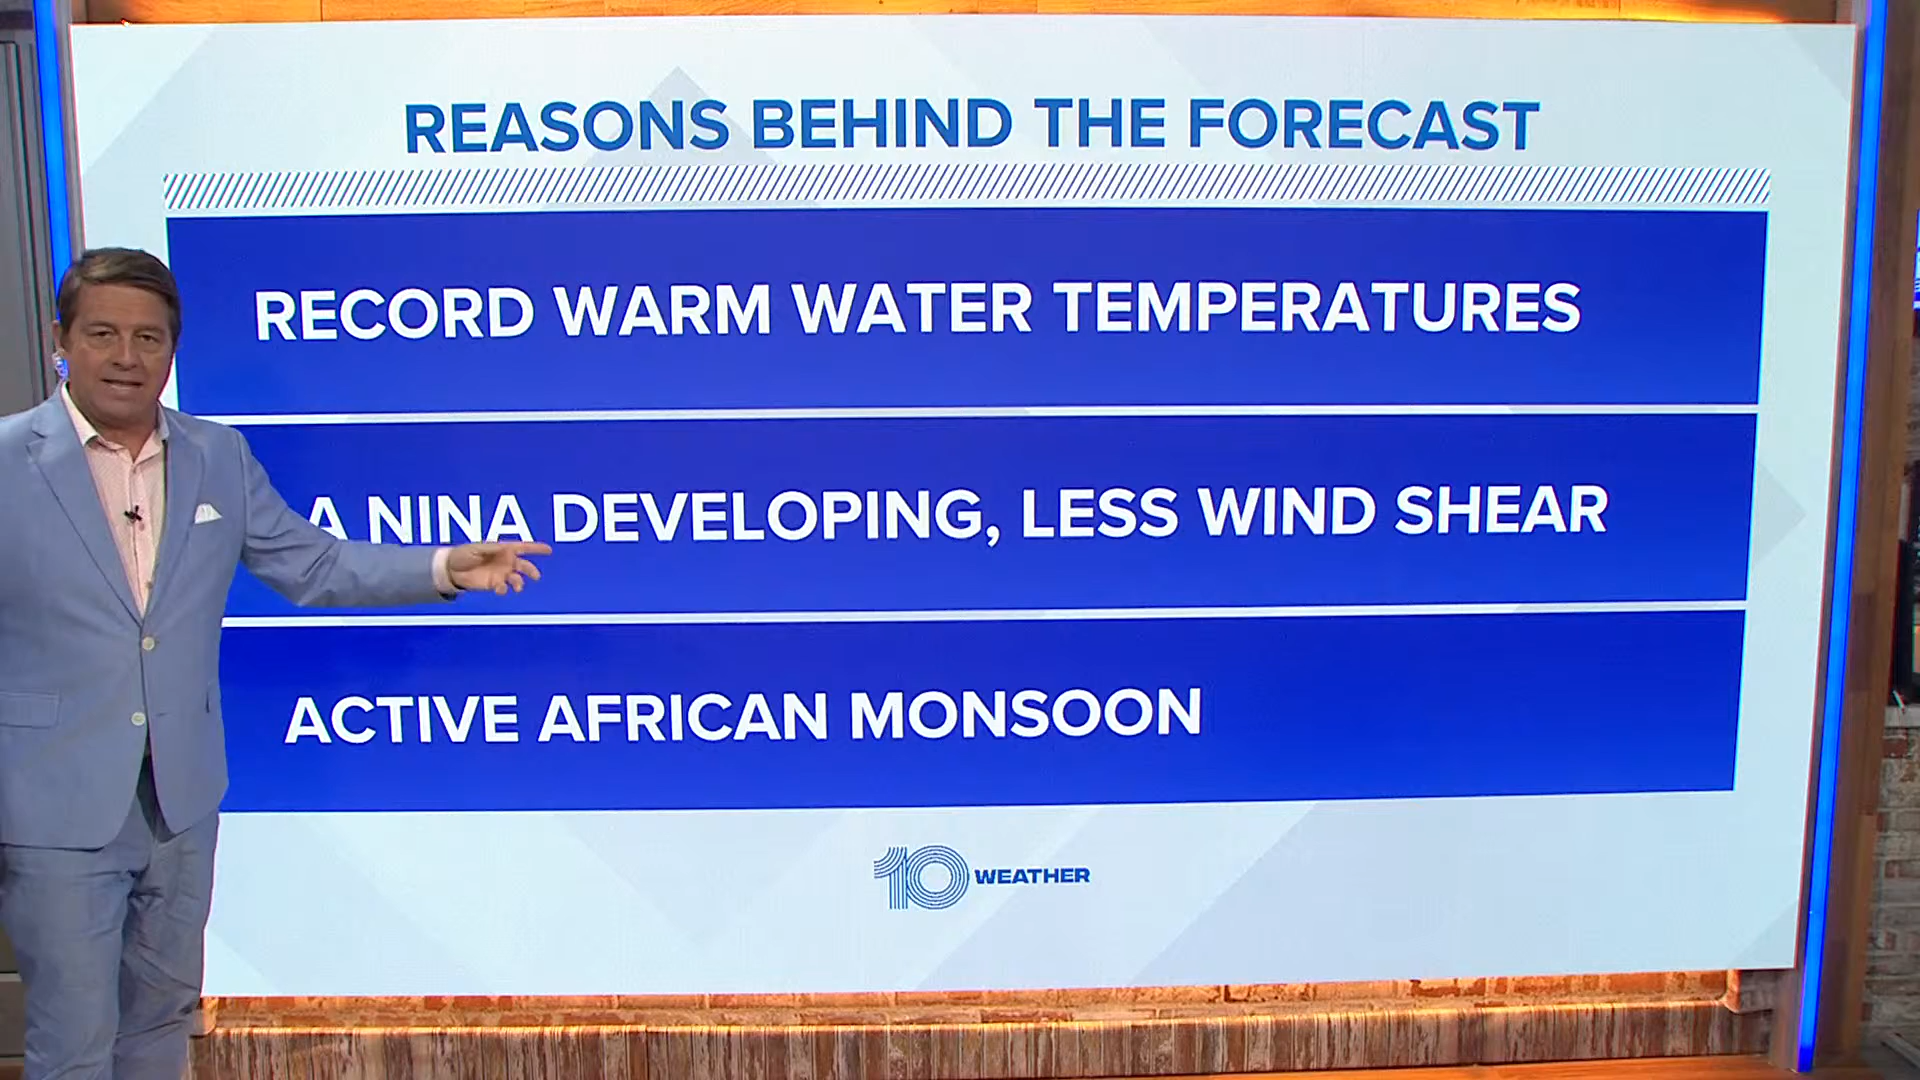 REASONS BEHIND THE FORECAST
RECORD WARM WATER TEMPERATURES
A NINA DEVELOPING, LESS WIND SHEAR
ACTIVE AFRICAN MONSOON
10 WEATHER